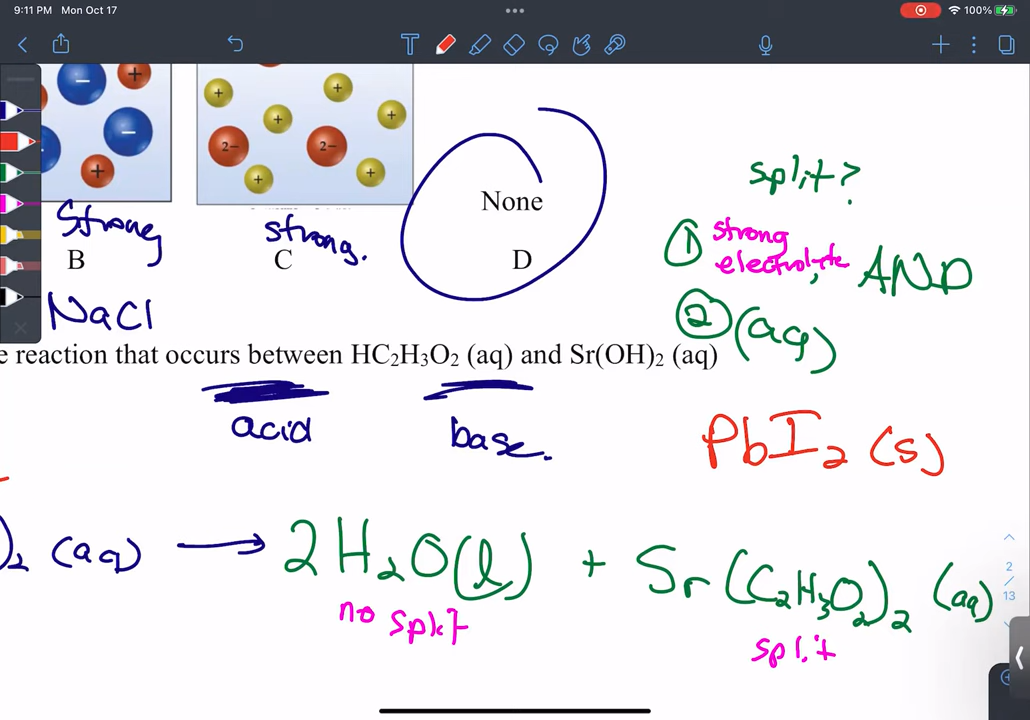 9:11 PM Mon Oct 17
100%
T
− + −
+
+ + + +
2− 2−
+ +
Strong
strong.
None
B
C
D
NaCl
split?
① strong
electrolyte, AND
② (aq)
e reaction that occurs between HC₂H₃O₂ (aq) and Sr(OH)₂ (aq)
acid
base.
PbI₂ (s)
)₂ (aq) → 2H₂O(l) + Sr(C₂H₃O₂)₂ (aq)
no split
split
2
/
13